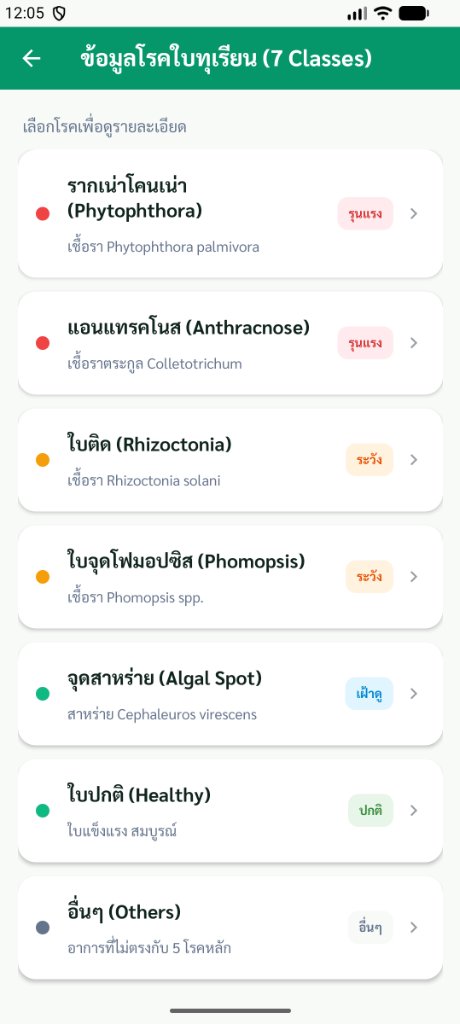 12:05
ข้อมูลโรคใบทุเรียน (7 Classes)
เลือกโรคเพื่อดูรายละเอียด
รากเน่าโคนเน่า
(Phytophthora)
รุนแรง
เชื้อรา Phytophthora palmivora
แอนแทรคโนส (Anthracnose)
รุนแรง
เชื้อราตระกูล Colletotrichum
ใบติด (Rhizoctonia)
ระวัง
เชื้อรา Rhizoctonia solani
ใบจุดโฟมอปซิส (Phomopsis)
ระวัง
เชื้อรา Phomopsis spp.
จุดสาหร่าย (Algal Spot)
เฝ้าดู
สาหร่าย Cephaleuros virescens
ใบปกติ (Healthy)
ปกติ
ใบแข็งแรง สมบูรณ์
อื่นๆ (Others)
อื่นๆ
อาการที่ไม่ตรงกับ 5 โรคหลัก